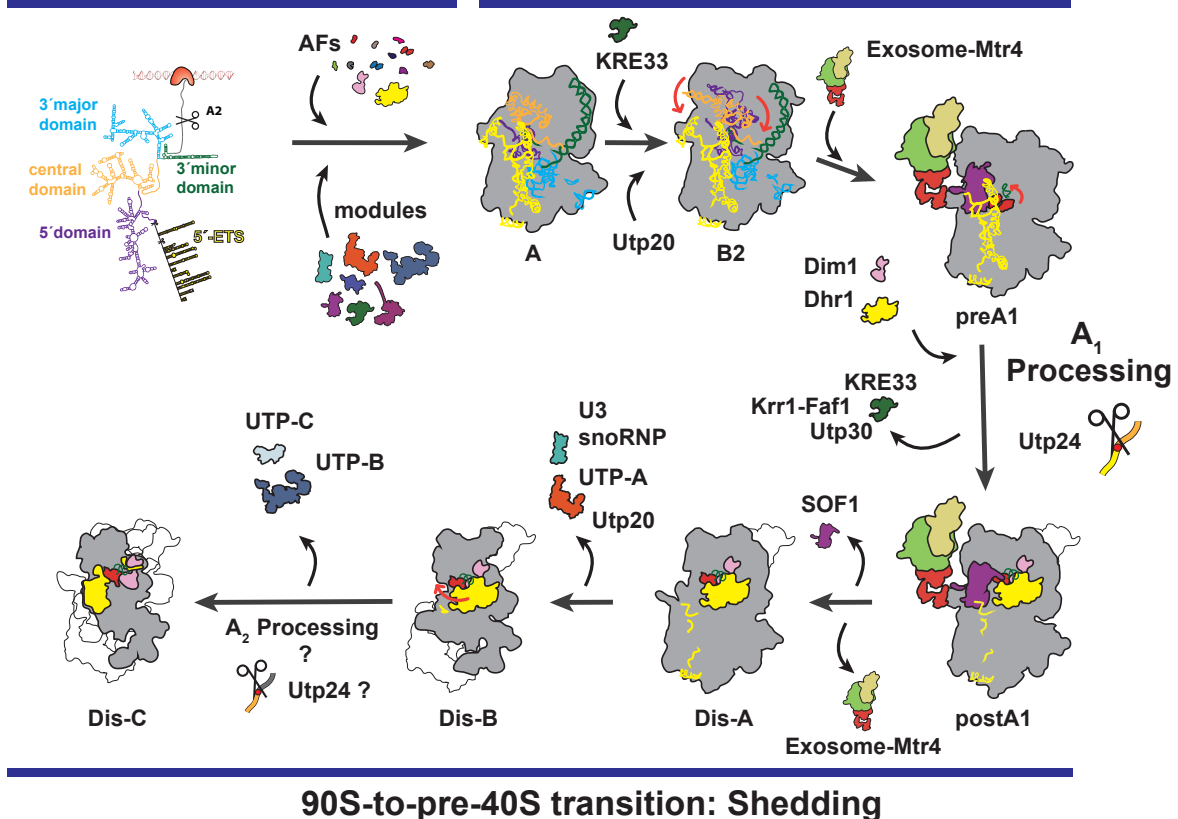 AFs
KRE33
Exosome-Mtr4
A2
3´major
domain
central
domain
3´minor
domain
5´domain
5´-ETS
modules
A
Utp20
B2
Dim1
Dhr1
preA1
A1
Processing
KRE33
Krr1-Faf1
Utp30
Utp24
UTP-C
UTP-B
U3
snoRNP
UTP-A
Utp20
SOF1
A2 Processing
?
Utp24 ?
Dis-C
Dis-B
Dis-A
postA1
Exosome-Mtr4
90S-to-pre-40S transition: Shedding